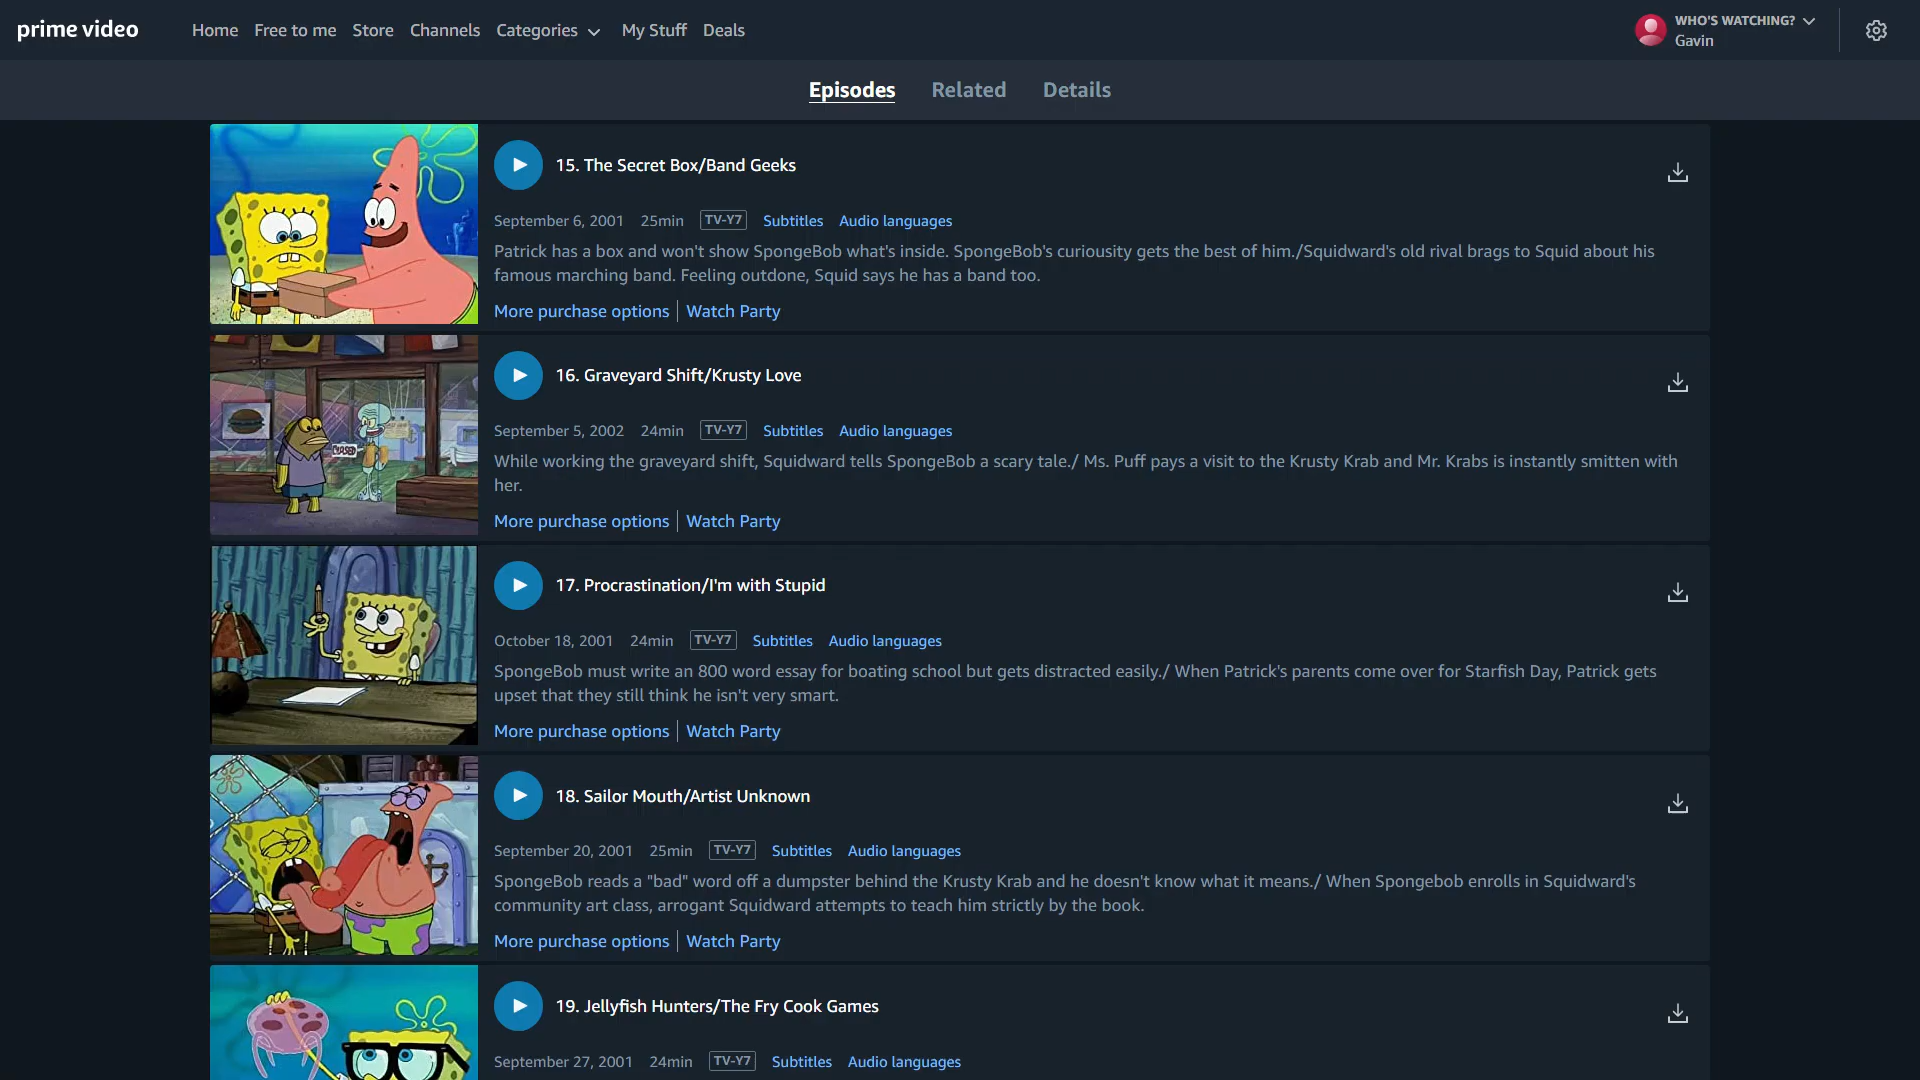 prime video
Home Free to me Store Channels Categories My Stuff Deals
WHO'S WATCHING?
Gavin
Episodes Related Details
15. The Secret Box/Band Geeks
September 6, 2001 25min TV-Y7 Subtitles Audio languages
Patrick has a box and won't show SpongeBob what's inside. SpongeBob's curiousity gets the best of him./Squidward's old rival brags to Squid about his
famous marching band. Feeling outdone, Squid says he has a band too.
More purchase options Watch Party
16. Graveyard Shift/Krusty Love
September 5, 2002 24min TV-Y7 Subtitles Audio languages
While working the graveyard shift, Squidward tells SpongeBob a scary tale./ Ms. Puff pays a visit to the Krusty Krab and Mr. Krabs is instantly smitten with
her.
More purchase options Watch Party
CLOSED
17. Procrastination/I'm with Stupid
October 18, 2001 24min TV-Y7 Subtitles Audio languages
SpongeBob must write an 800 word essay for boating school but gets distracted easily./ When Patrick's parents come over for Starfish Day, Patrick gets
upset that they still think he isn't very smart.
More purchase options Watch Party
18. Sailor Mouth/Artist Unknown
September 20, 2001 25min TV-Y7 Subtitles Audio languages
SpongeBob reads a "bad" word off a dumpster behind the Krusty Krab and he doesn't know what it means./ When Spongebob enrolls in Squidward's
community art class, arrogant Squidward attempts to teach him strictly by the book.
More purchase options Watch Party
19. Jellyfish Hunters/The Fry Cook Games
September 27, 2001 24min TV-Y7 Subtitles Audio languages